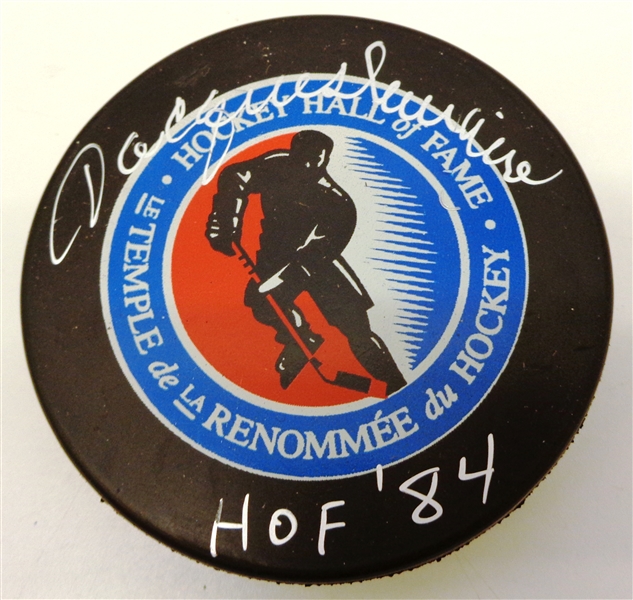 Jacques Lemaire
• HOCKEY HALL of FAME •
LE TEMPLE de LA RENOMMÉE du HOCKEY
HOF '84